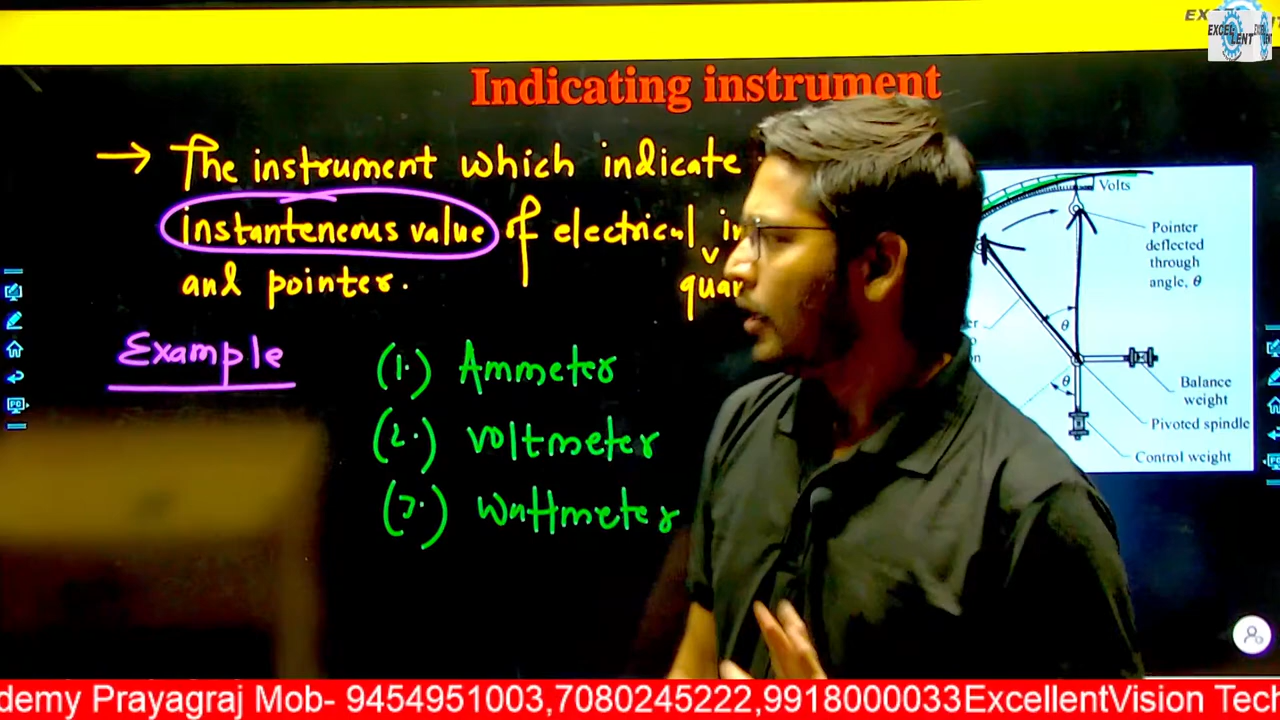 EXCELLENT
Indicating instrument
→ The instrument which indicate
instanteneous value of electrical
and pointer.
Example
(1.) Ammeter
(2.) voltmeter
(3.) wattmeter
Volts
Pointer
deflected
through
angle, θ
θ
θ
Balance
weight
Pivoted spindle
Control weight
demy Prayagraj Mob- 9454951003,7080245222,9918000033ExcellentVision Tech